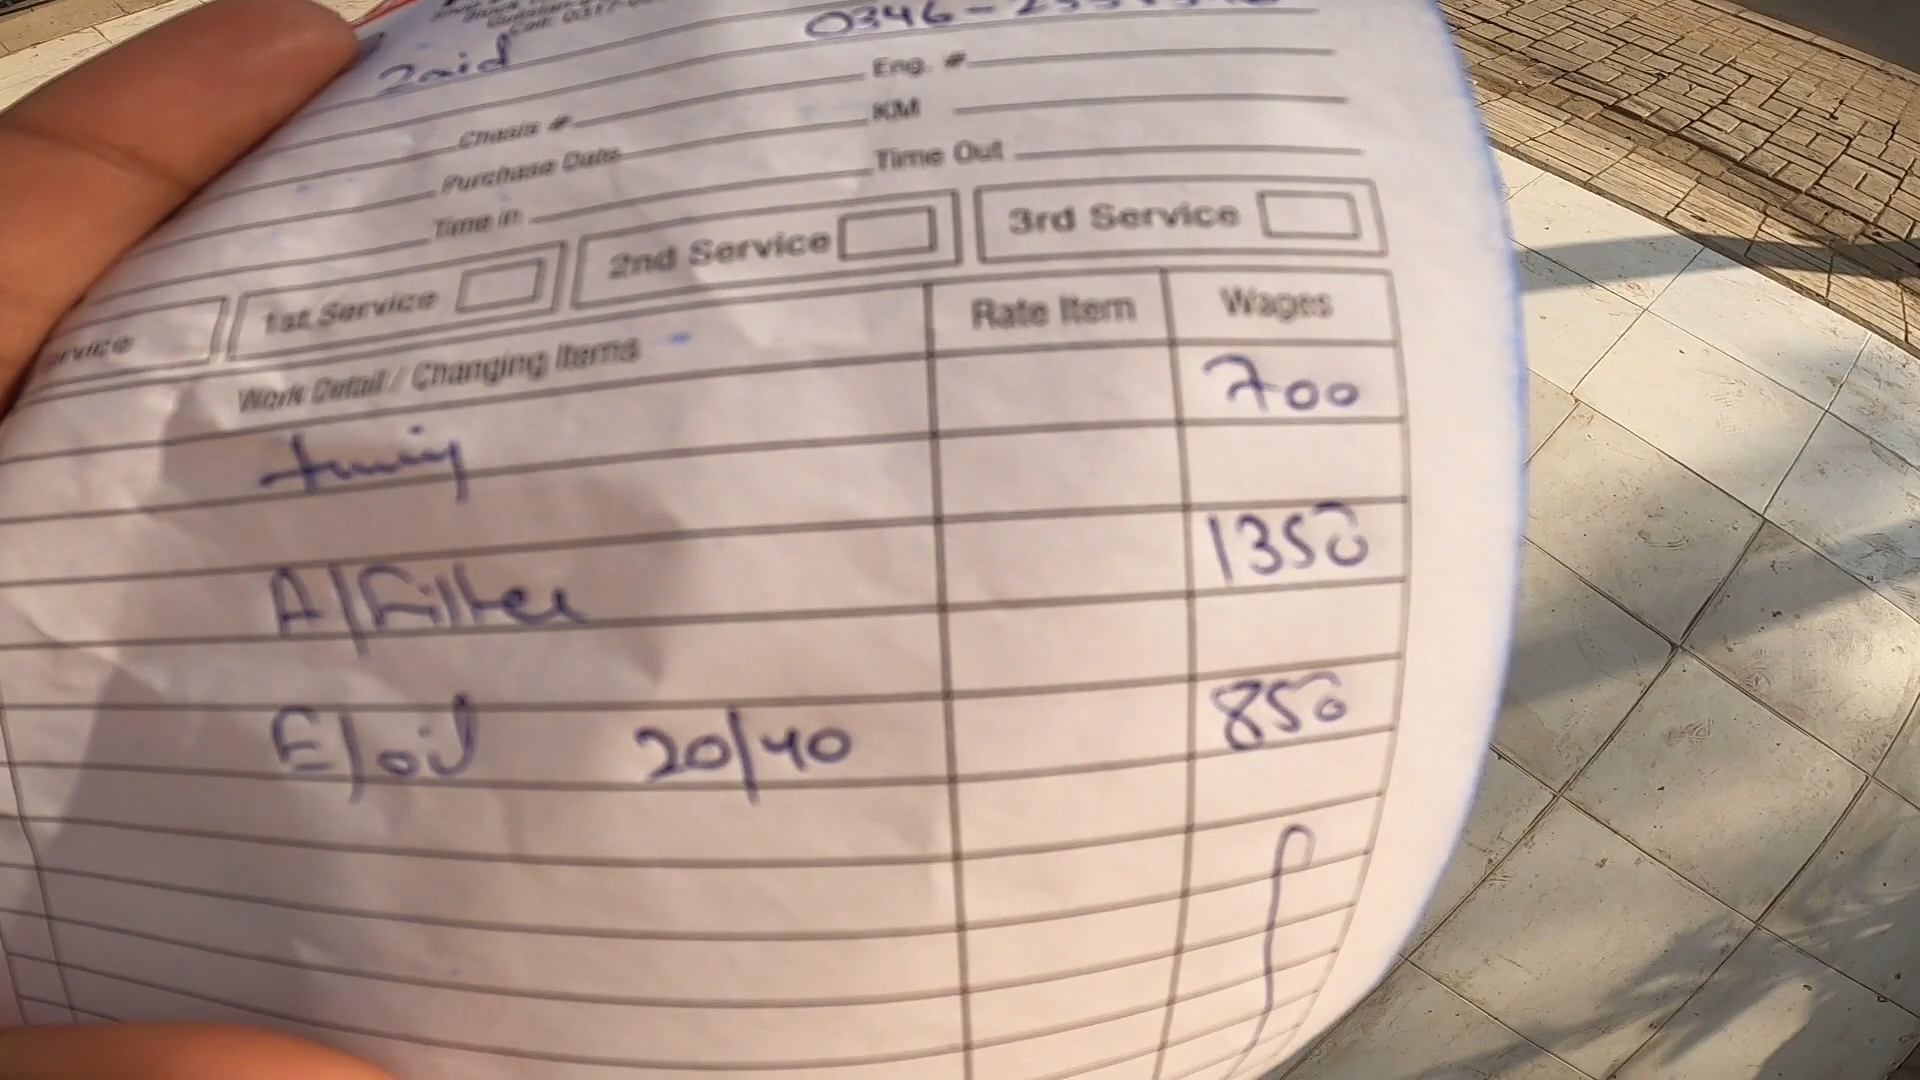 Zaid 0346-
Chasis # Eng. #
Purchase Date KM
Time in Time Out
1st Service 2nd Service 3rd Service
Work Detail / Changing Items Rate Item Wages
tuning 700
A/Filter 1350
E/oil 20/40 850